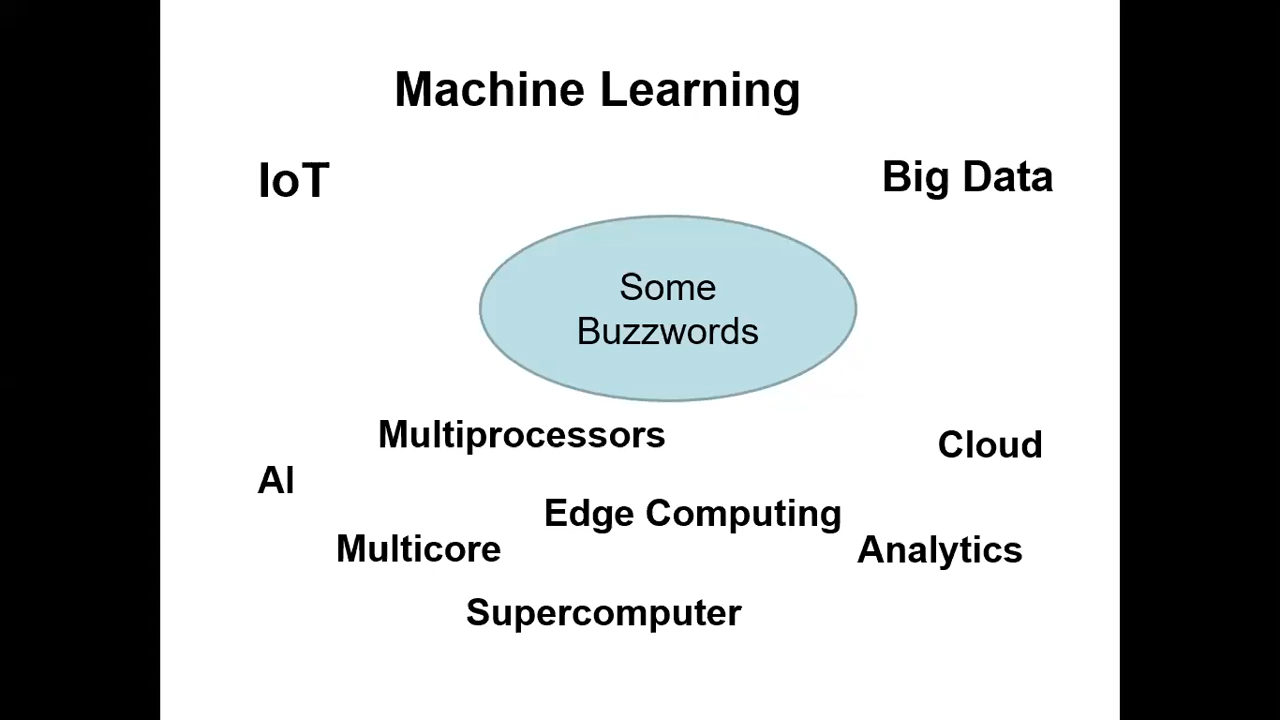 Machine Learning
IoT
Big Data
Some
Buzzwords
Multiprocessors
Cloud
AI
Edge Computing
Multicore
Analytics
Supercomputer